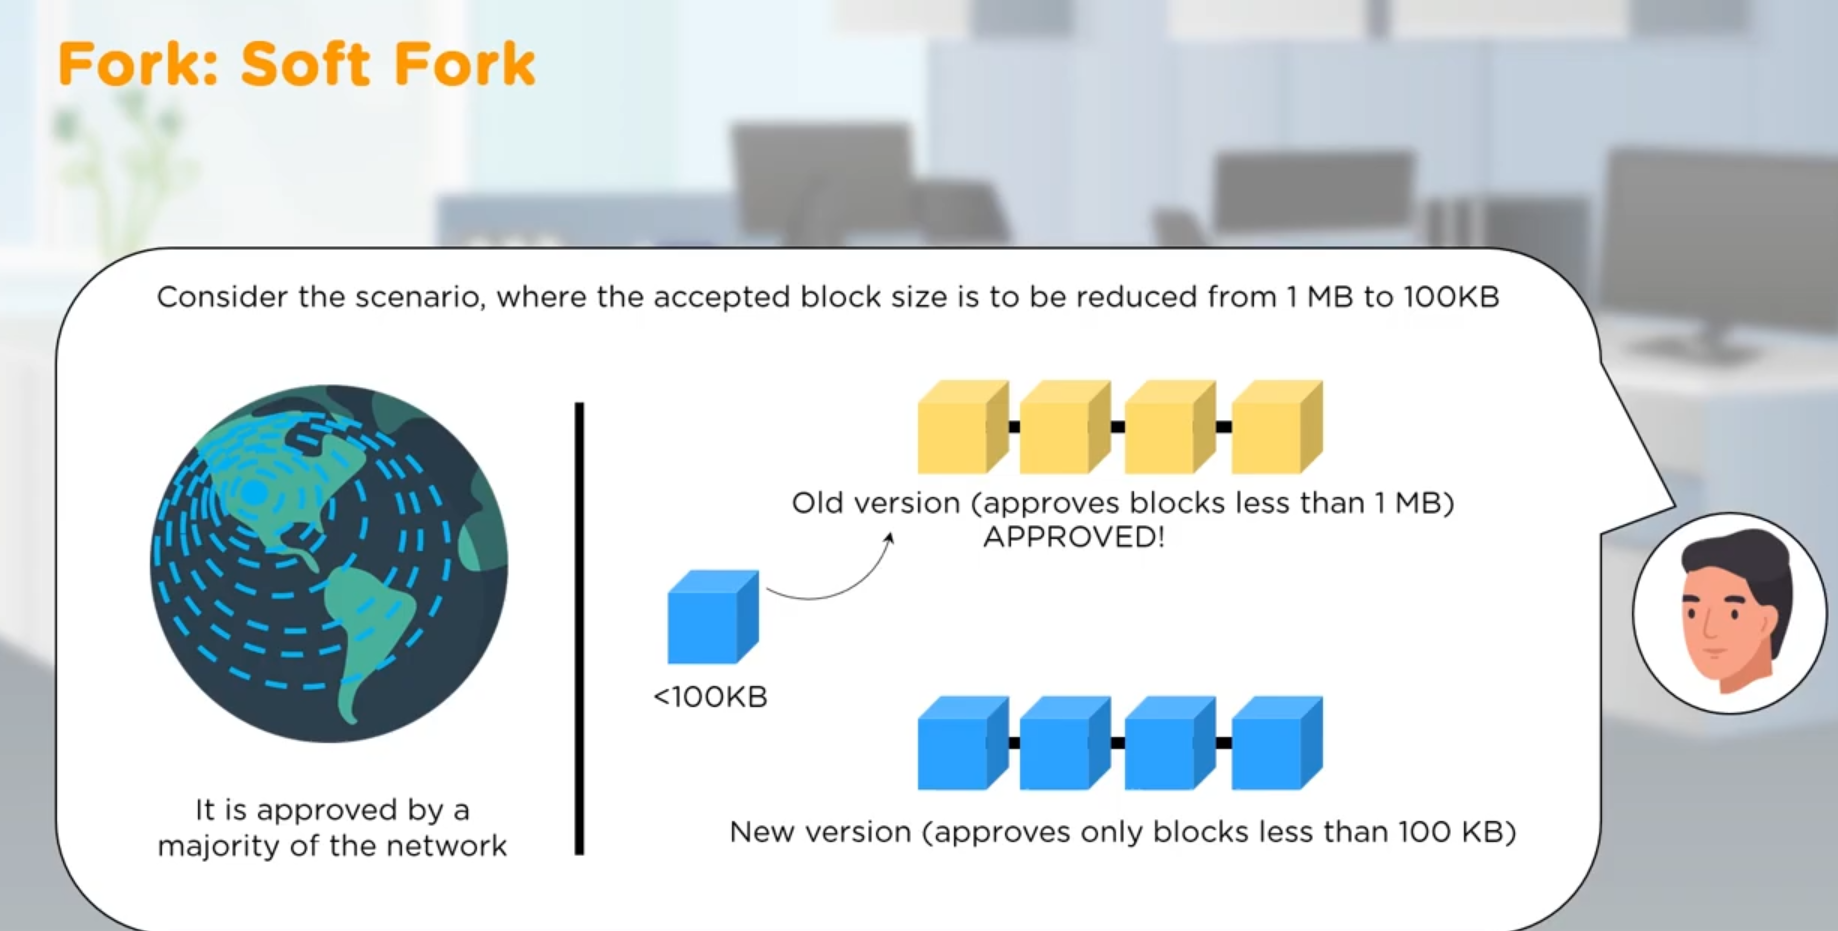 Fork: Soft Fork
Consider the scenario, where the accepted block size is to be reduced from 1 MB to 100KB
Old version (approves blocks less than 1 MB)
APPROVED!
<100KB
It is approved by a
majority of the network
New version (approves only blocks less than 100 KB)